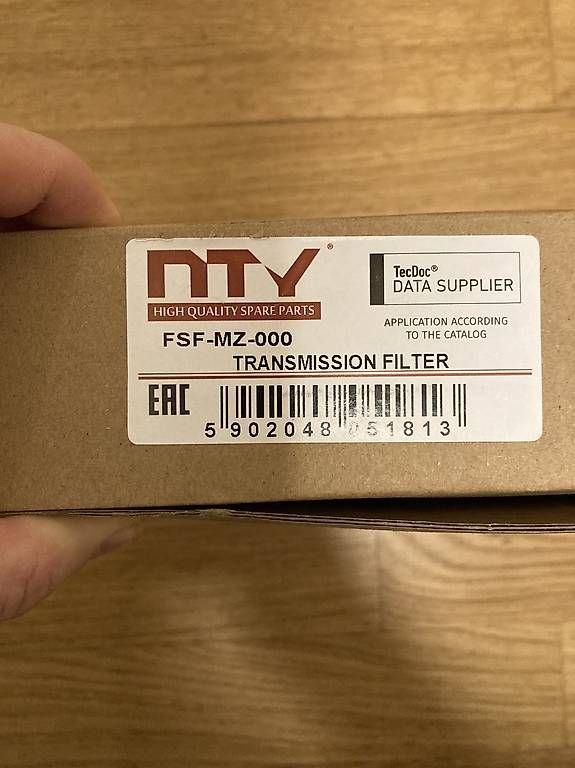 NTY®
HIGH QUALITY SPARE PARTS
TecDoc®
DATA SUPPLIER
APPLICATION ACCORDING
TO THE CATALOG
FSF-MZ-000
TRANSMISSION FILTER
EAC
5 902048 051813